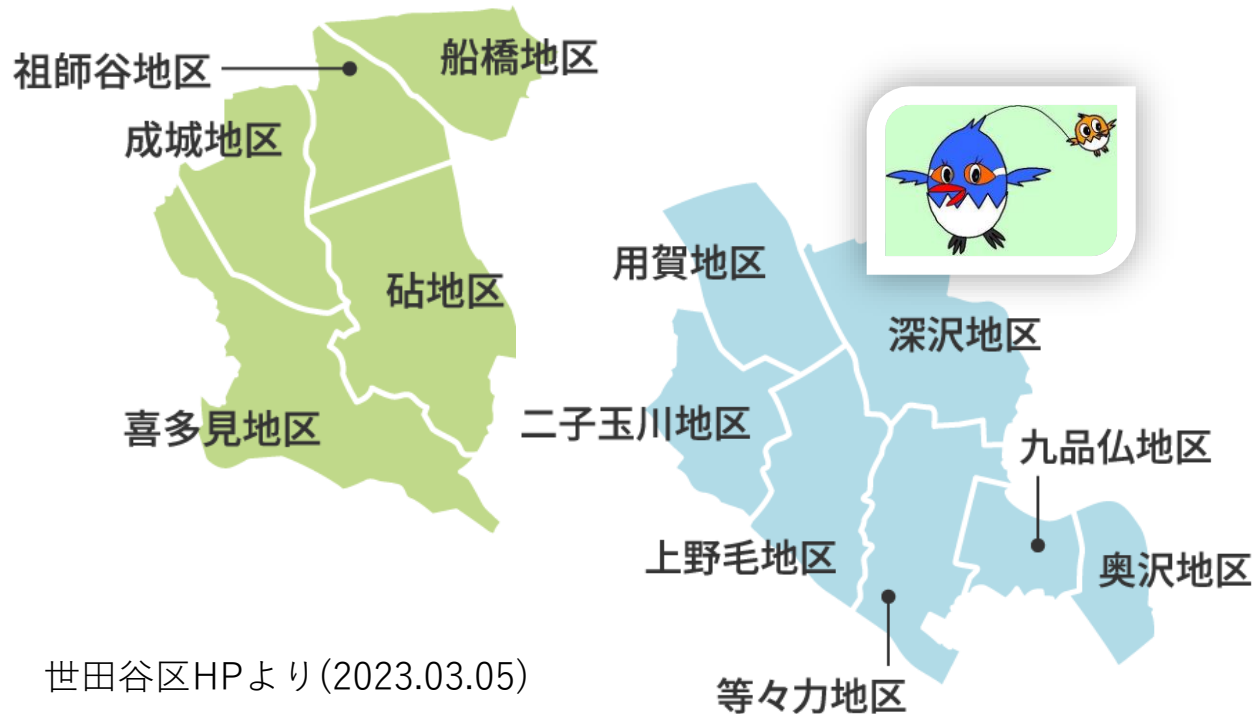 祖師谷地区
船橋地区
成城地区
砧地区
喜多見地区
用賀地区
深沢地区
二子玉川地区
九品仏地区
上野毛地区
奥沢地区
等々力地区
世田谷区HPより(2023.03.05)